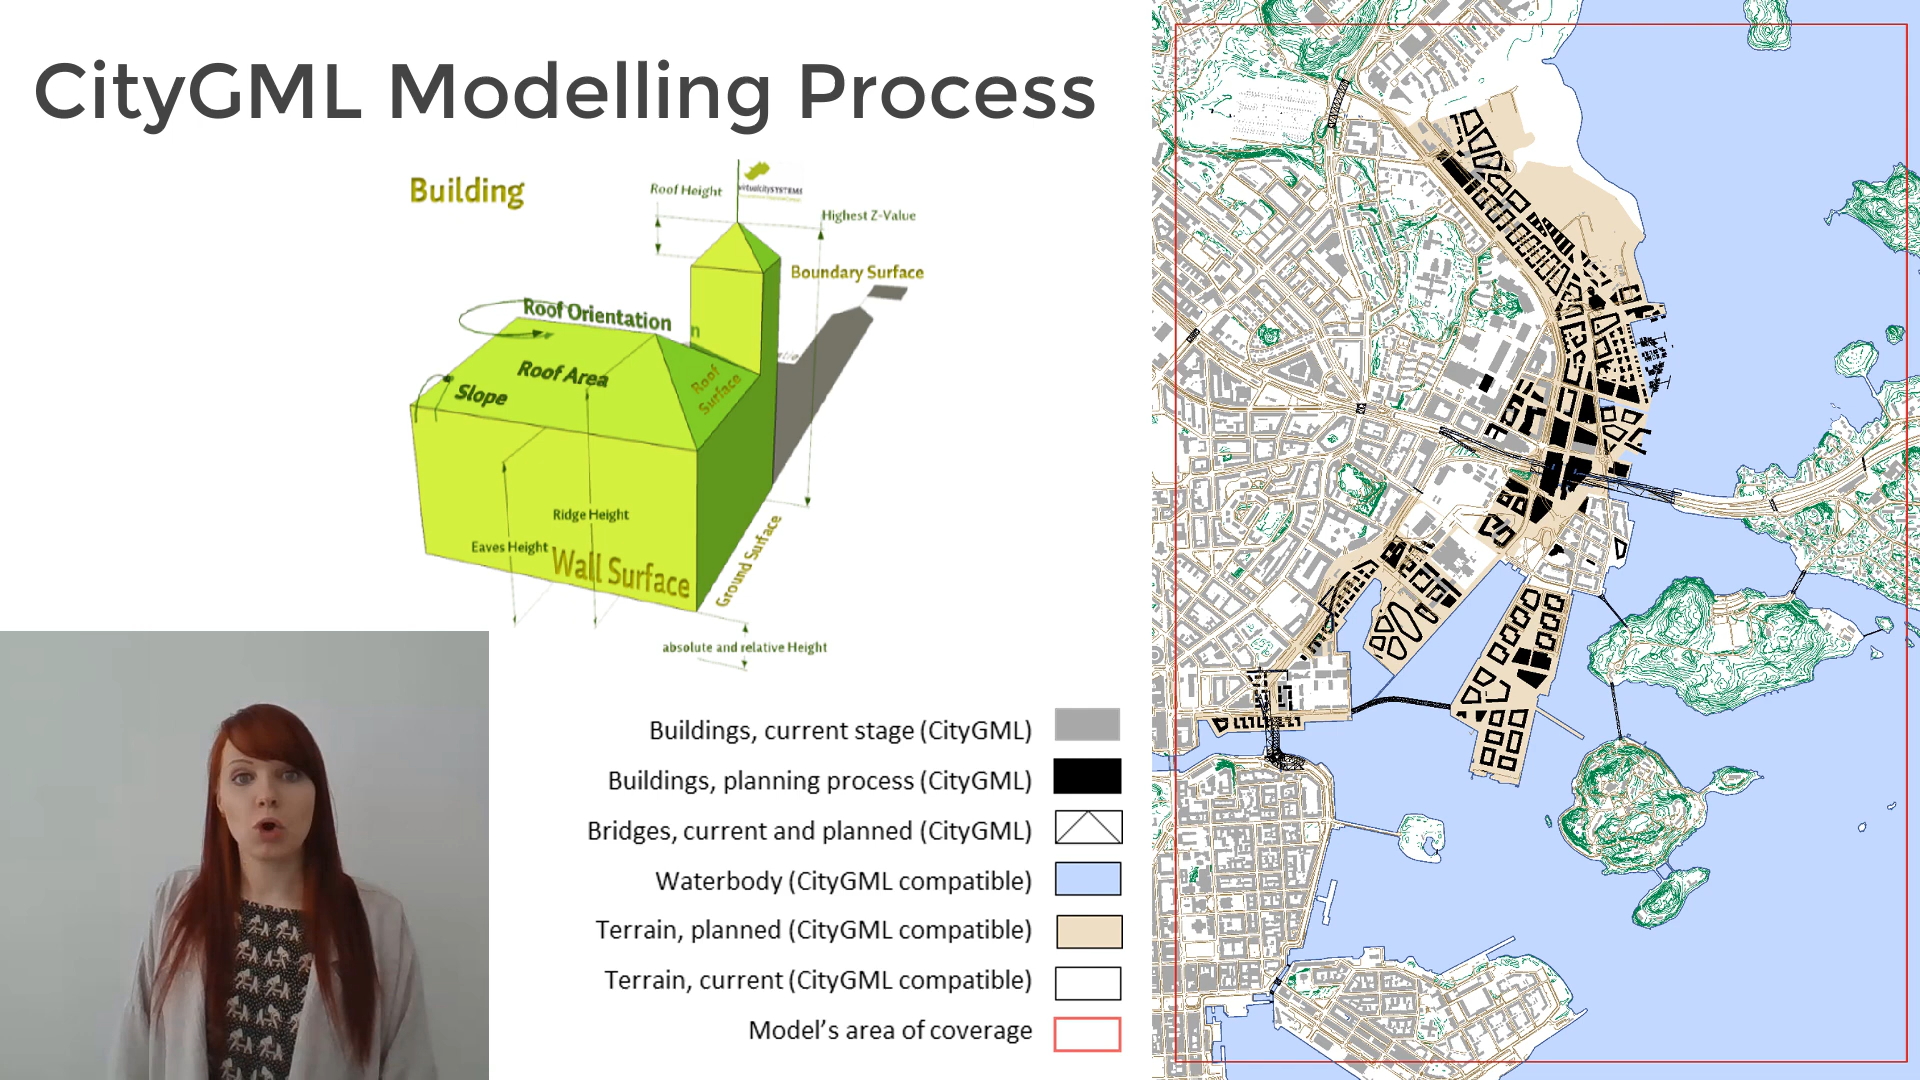 CityGML Modelling Process
Building
Roof Height
virtualcitySYSTEMS
Highest Z-Value
Boundary Surface
Roof Orientation
Roof Area
Roof
Surface
Slope
Ridge Height
Eaves Height
Wall Surface
Ground Surface
absolute and relative Height
Buildings, current stage (CityGML)
Buildings, planning process (CityGML)
Bridges, current and planned (CityGML)
Waterbody (CityGML compatible)
Terrain, planned (CityGML compatible)
Terrain, current (CityGML compatible)
Model’s area of coverage